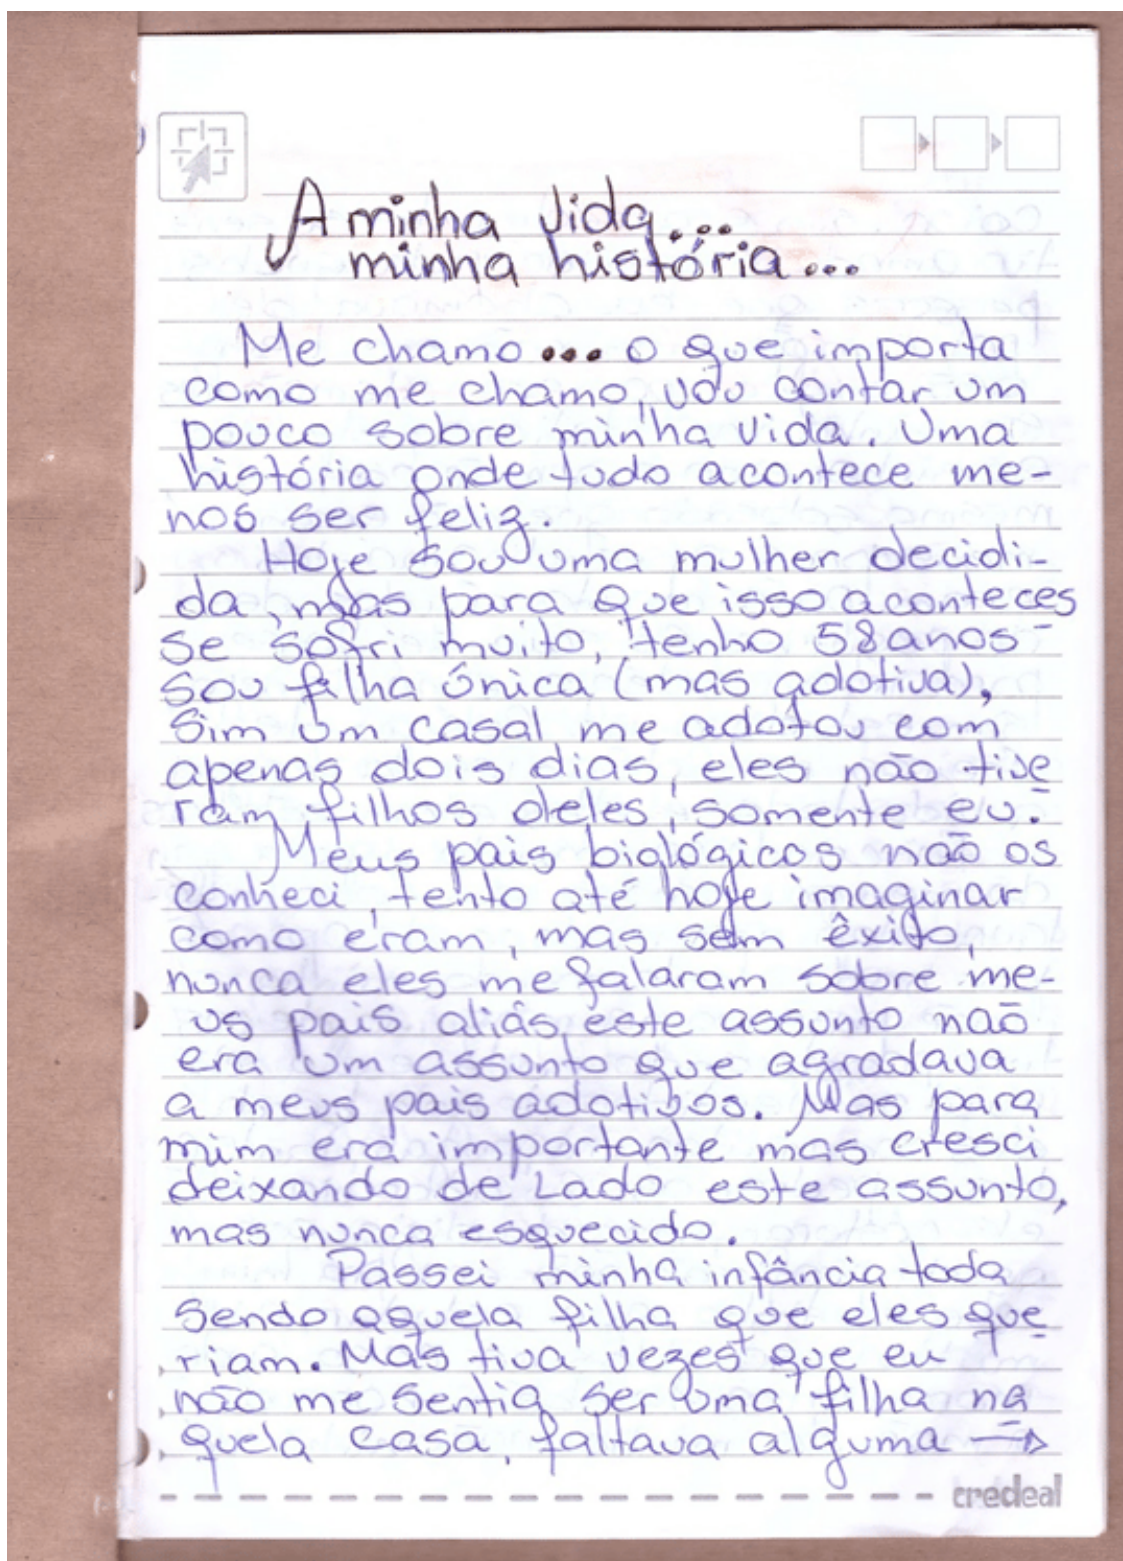 A minha vida...
minha história...
Me chamo... o que importa
como me chamo, vou contar um
pouco sobre minha vida. Uma
história onde tudo acontece me-
nos ser feliz.
Hoje sou uma mulher decidi-
da, mas para que isso aconteces
se sofri muito, tenho 58 anos
sou filha única (mas adotiva),
Sim um casal me adotou com
apenas dois dias, eles não tive
ram filhos deles, somente eu.
Meus pais biológicos não os
conheci, tento até hoje imaginar
como eram, mas sem êxito,
nunca eles me falaram sobre me-
us pais aliás este assunto não
era um assunto que agradava
a meus pais adotivos. Mas para
mim era importante mas cresci
deixando de Lado este assunto,
mas nunca esquecido.
Passei minha infância toda
sendo aquela filha que eles que
riam. Mas tiva vezes que eu
não me sentia ser uma filha na
quela casa, faltava alguma →
credeal